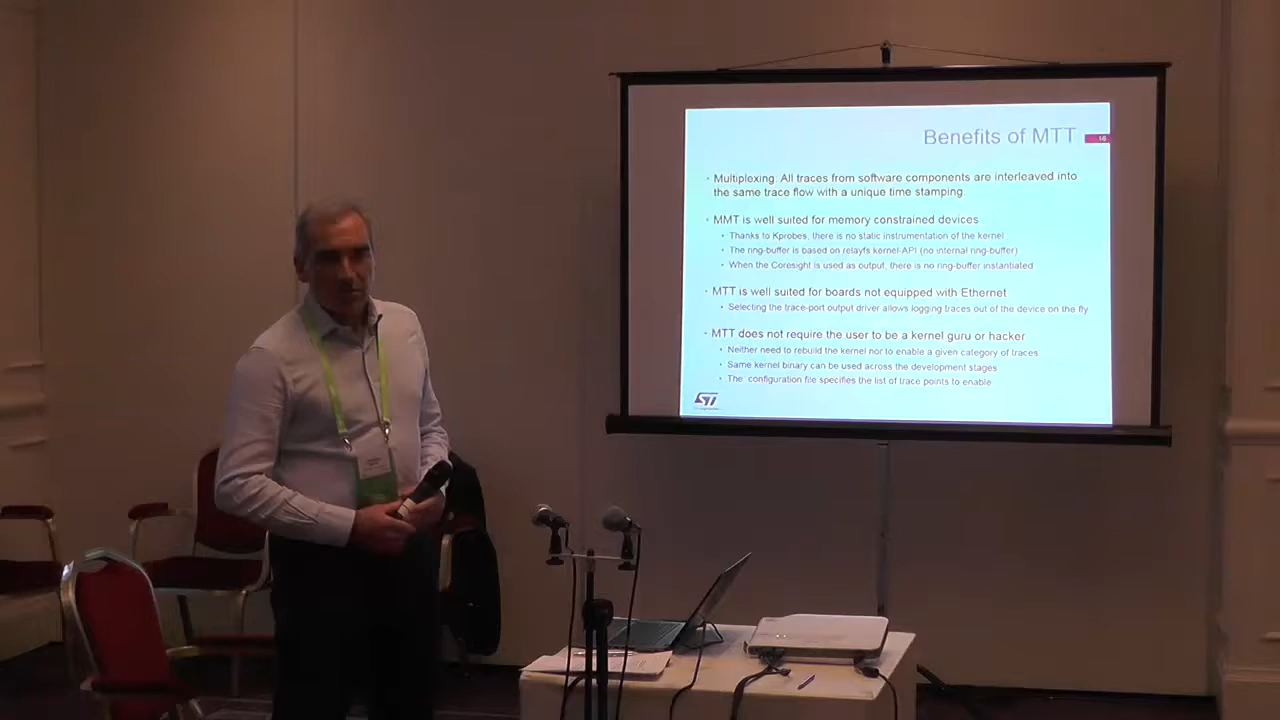 Benefits of MTT
16
• Multiplexing: All traces from software components are interleaved into
the same trace flow with a unique time stamping.
• MMT is well suited for memory constrained devices
• Thanks to Kprobes, there is no static instrumentation of the kernel
• The ring-buffer is based on relayfs kernel-API (no internal ring-buffer)
• When the Coresight is used as output, there is no ring-buffer instantiated
• MTT is well suited for boards not equipped with Ethernet
• Selecting the trace-port output driver allows logging traces out of the device on the fly
• MTT does not require the user to be a kernel guru or hacker
• Neither need to rebuild the kernel nor to enable a given category of traces
• Same kernel binary can be used across the development stages
• The configuration file specifies the list of trace points to enable
ST